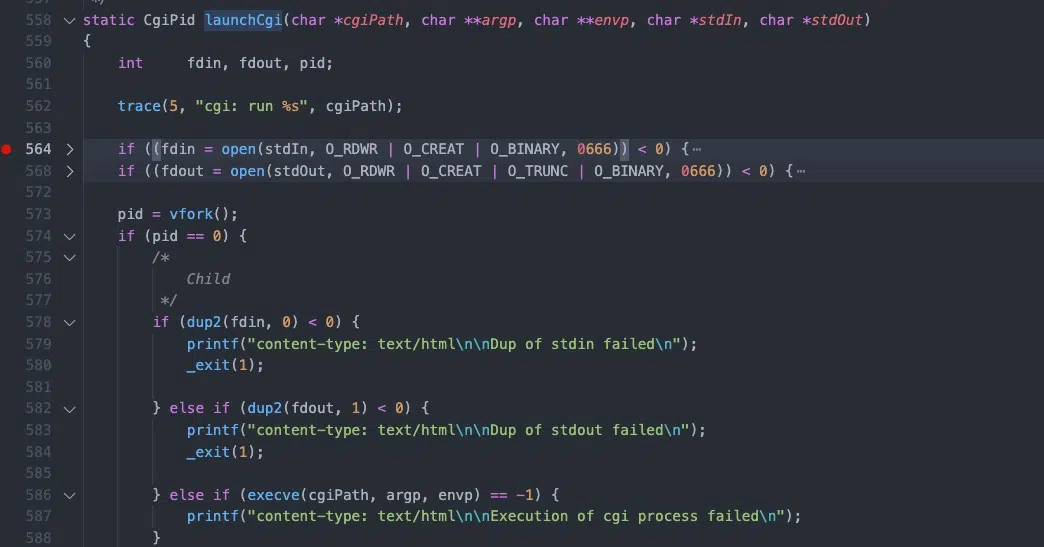 557 */
558 static CgiPid launchCgi(char *cgiPath, char **argp, char **envp, char *stdIn, char *stdOut)
559 {
560 int     fdin, fdout, pid;
561
562 trace(5, "cgi: run %s", cgiPath);
563
564 if ((fdin = open(stdIn, O_RDWR | O_CREAT | O_BINARY, 0666)) < 0) {⋯
568 if ((fdout = open(stdOut, O_RDWR | O_CREAT | O_TRUNC | O_BINARY, 0666)) < 0) {⋯
572
573 pid = vfork();
574 if (pid == 0) {
575 /*
576 Child
577 */
578 if (dup2(fdin, 0) < 0) {
579 printf("content-type: text/html\n\nDup of stdin failed\n");
580 _exit(1);
581
582 } else if (dup2(fdout, 1) < 0) {
583 printf("content-type: text/html\n\nDup of stdout failed\n");
584 _exit(1);
585
586 } else if (execve(cgiPath, argp, envp) == -1) {
587 printf("content-type: text/html\n\nExecution of cgi process failed\n");
588 }